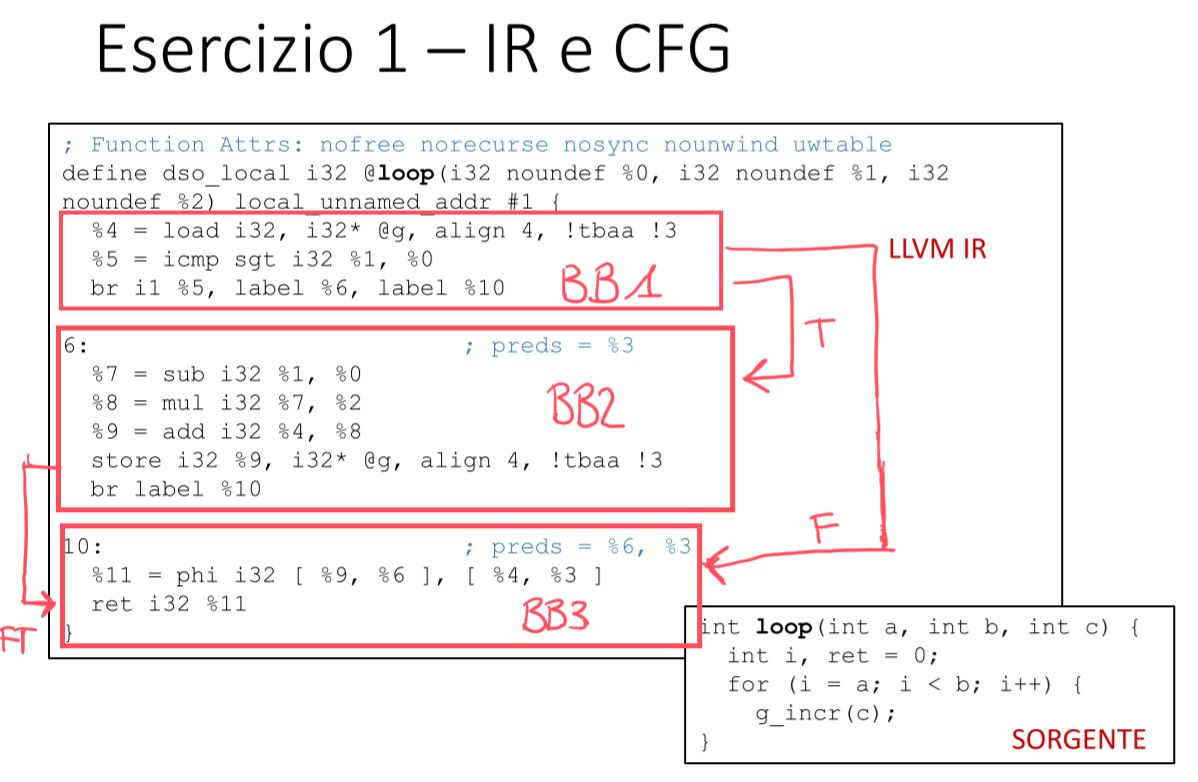 Esercizio 1 – IR e CFG
; Function Attrs: nofree norecurse nosync nounwind uwtable
define dso_local i32 @loop(i32 noundef %0, i32 noundef %1, i32
noundef %2) local_unnamed_addr #1 {
%4 = load i32, i32* @g, align 4, !tbaa !3
%5 = icmp sgt i32 %1, %0
br i1 %5, label %6, label %10
BB1
LLVM IR
T
6: ; preds = %3
%7 = sub i32 %1, %0
%8 = mul i32 %7, %2
%9 = add i32 %4, %8
store i32 %9, i32* @g, align 4, !tbaa !3
br label %10
BB2
F
10: ; preds = %6, %3
%11 = phi i32 [ %9, %6 ], [ %4, %3 ]
ret i32 %11
}
BB3
FT
int loop(int a, int b, int c) {
int i, ret = 0;
for (i = a; i < b; i++) {
g_incr(c);
}
SORGENTE